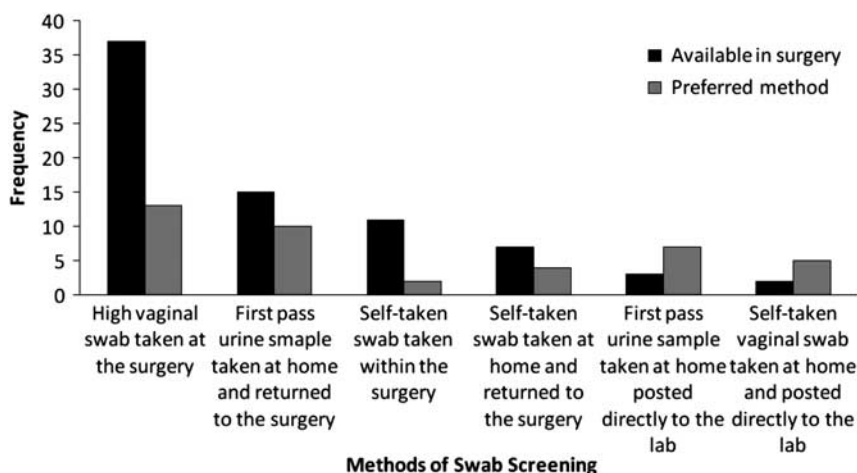 40
35
30
25
20
15
10
5
0
Frequency
Available in surgery
Preferred method
High vaginal
swab taken at
the surgery
First pass
urine smaple
taken at home
and returned
to the surgery
Self-taken
swab taken
within the
surgery
Self-taken
swab taken at
home and
returned to
the surgery
First pass
urine sample
taken at home
posted
directly to the
lab
Self-taken
vaginal swab
taken at home
and posted
directly to the
lab
Methods of Swab Screening